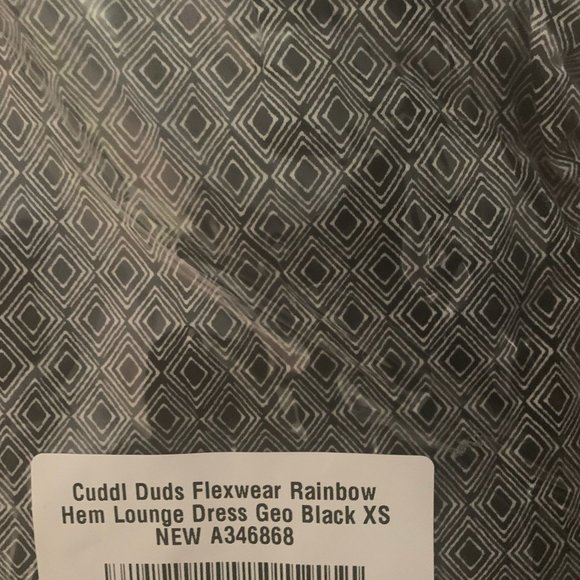 Cuddl Duds Flexwear Rainbow
Hem Lounge Dress Geo Black XS
NEW A346868